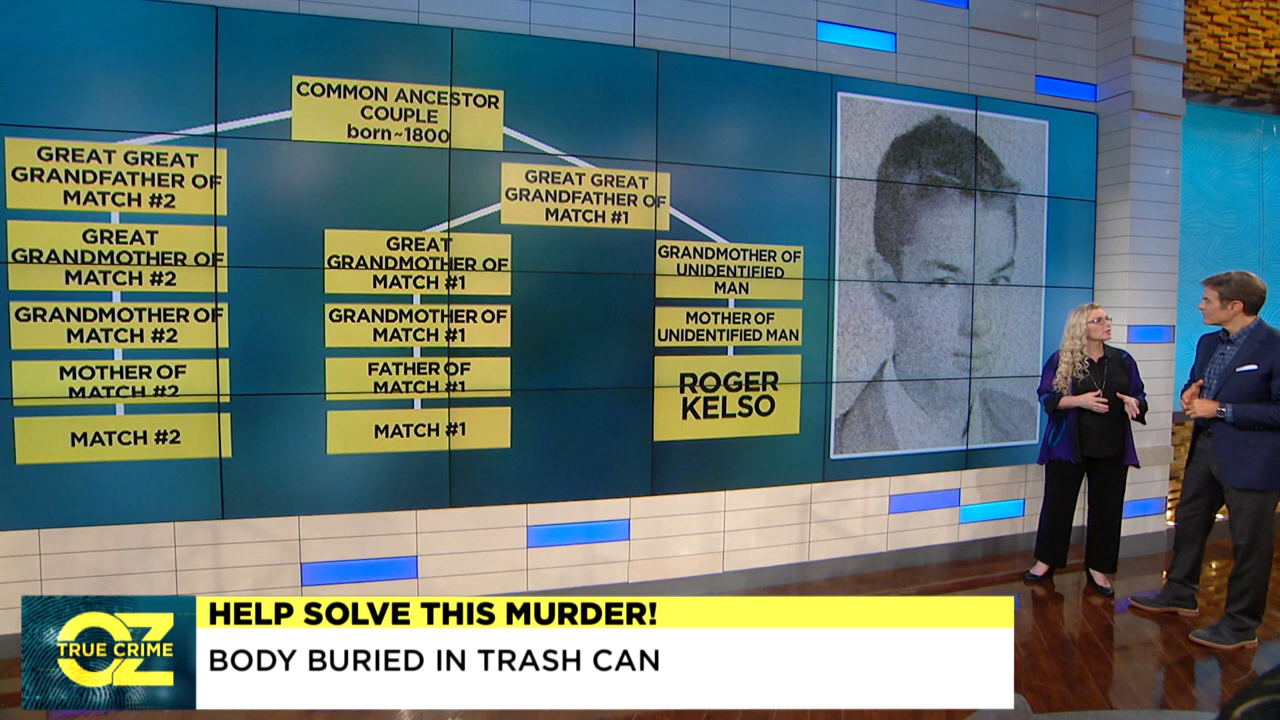 COMMON ANCESTOR
COUPLE
born~1800
GREAT GREAT
GRANDFATHER OF
MATCH #2
GREAT
GRANDMOTHER OF
MATCH #2
GRANDMOTHER OF
MATCH #2
MOTHER OF
MATCH #2
MATCH #2
GREAT GREAT
GRANDFATHER OF
MATCH #1
GREAT
GRANDMOTHER OF
MATCH #1
GRANDMOTHER OF
MATCH #1
FATHER OF
MATCH #1
MATCH #1
GRANDMOTHER OF
UNIDENTIFIED
MAN
MOTHER OF
UNIDENTIFIED MAN
ROGER
KELSO
OZ
TRUE CRIME
HELP SOLVE THIS MURDER!
BODY BURIED IN TRASH CAN